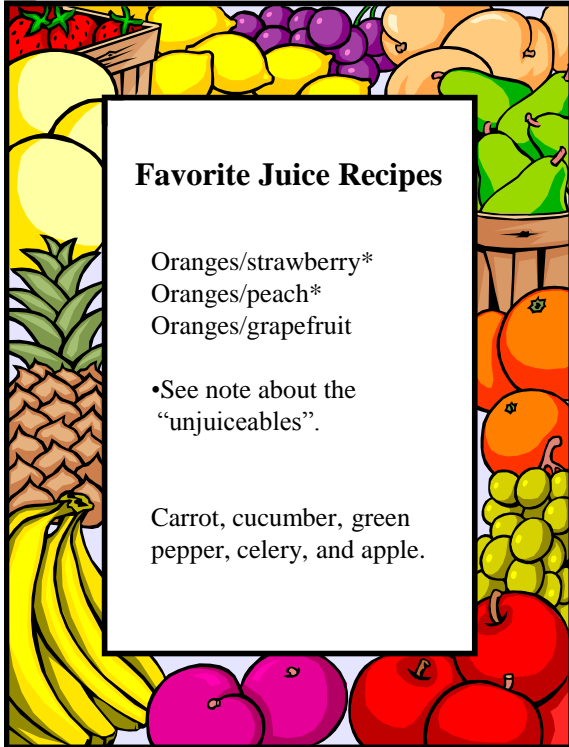 Favorite Juice Recipes
Oranges/strawberry*
Oranges/peach*
Oranges/grapefruit
•See note about the
“unjuiceables”.
Carrot, cucumber, green
pepper, celery, and apple.